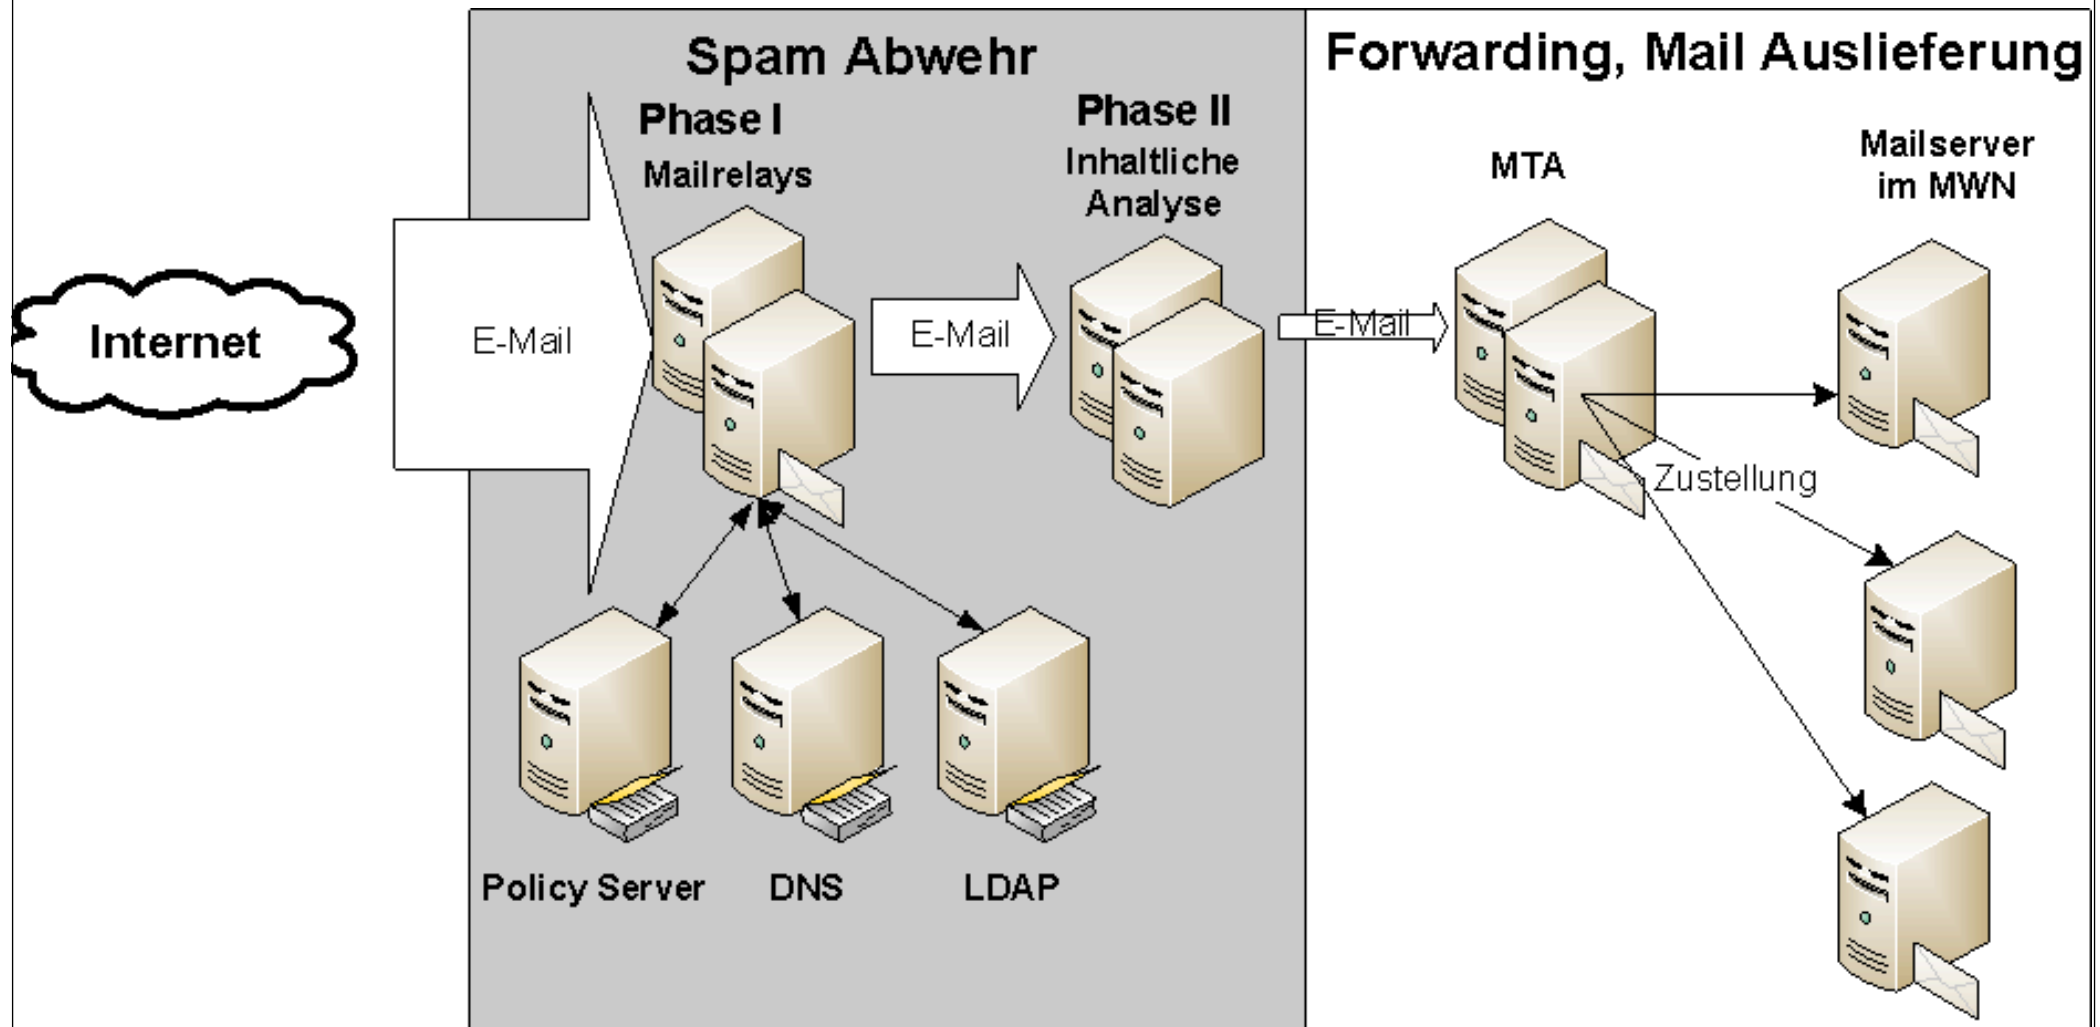 Spam Abwehr
Forwarding, Mail Auslieferung
Phase I
Mailrelays
Phase II
Inhaltliche
Analyse
MTA
Mailserver
im MWN
Internet
E-Mail
E-Mail
E-Mail
Zustellung
Policy Server
DNS
LDAP